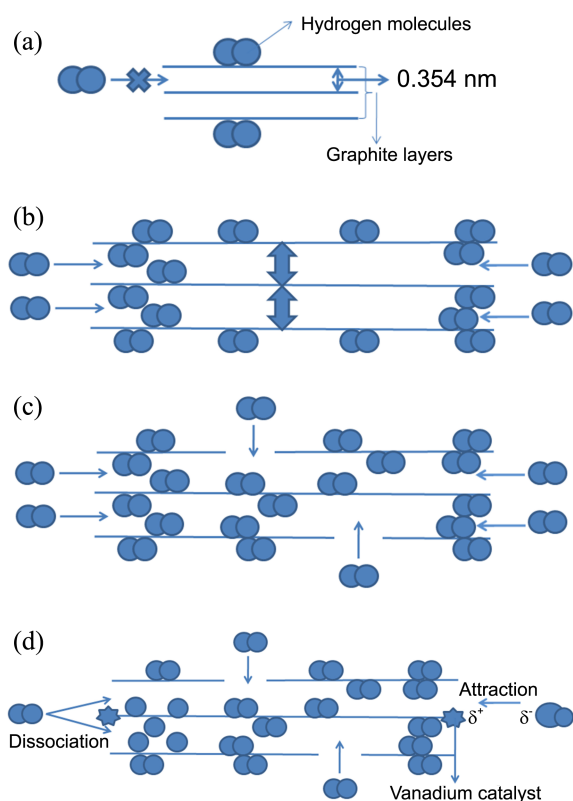 (a)
Hydrogen molecules
0.354 nm
Graphite layers
(b)
(c)
(d)
Attraction
δ+ δ-
Dissociation
Vanadium catalyst